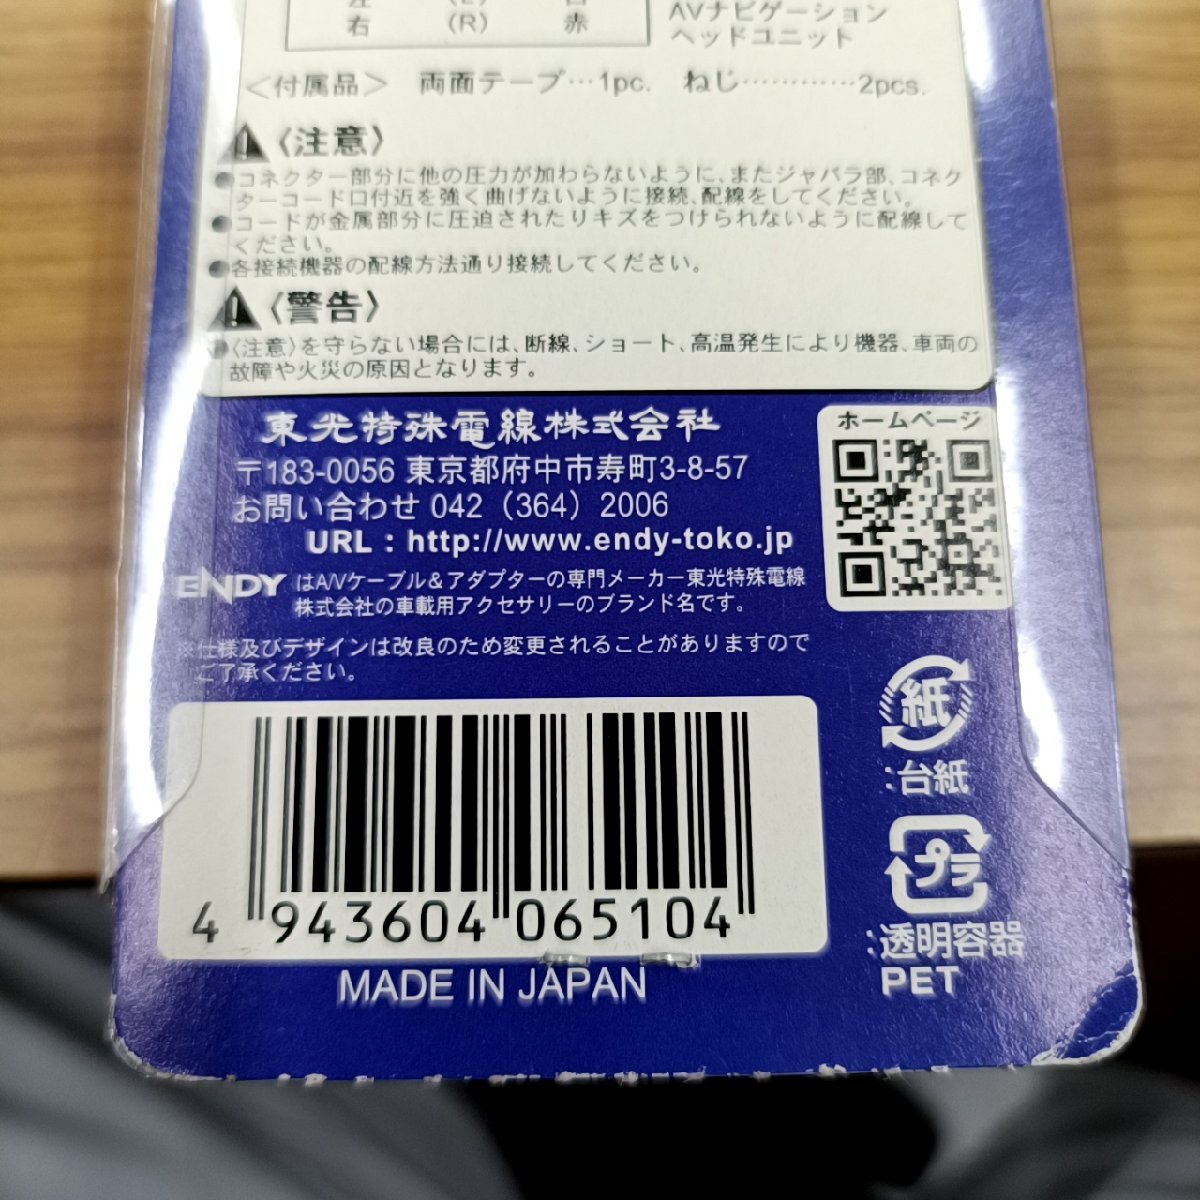 左 (L) 白
右 (R) 赤
AVナビゲーション
ヘッドユニット
＜付属品＞ 両面テープ…1pc. ねじ…………2pcs.
〈注意〉
●コネクター部分に他の圧力が加わらないように、またジャバラ部、コネク
ターコード口付近を強く曲げないように接続、配線をしてください。
●コードが金属部分に圧迫されたりキズをつけられないように配線して
ください。
●各接続機器の配線方法通り接続してください。
〈警告〉
●〈注意〉を守らない場合には、断線、ショート、高温発生により機器、車両の
故障や火災の原因となります。
東光特殊電線株式会社
〒183-0056 東京都府中市寿町3-8-57
お問い合わせ 042（364）2006
URL：http://www.endy-toko.jp
ENDY はA/Vケーブル＆アダプターの専門メーカー東光特殊電線
株式会社の車載用アクセサリーのブランド名です。
※仕様及びデザインは改良のため変更されることがありますので
ご了承ください。
ホームページ
紙
：台紙
プラ
：透明容器
PET
4 943604 065104
MADE IN JAPAN